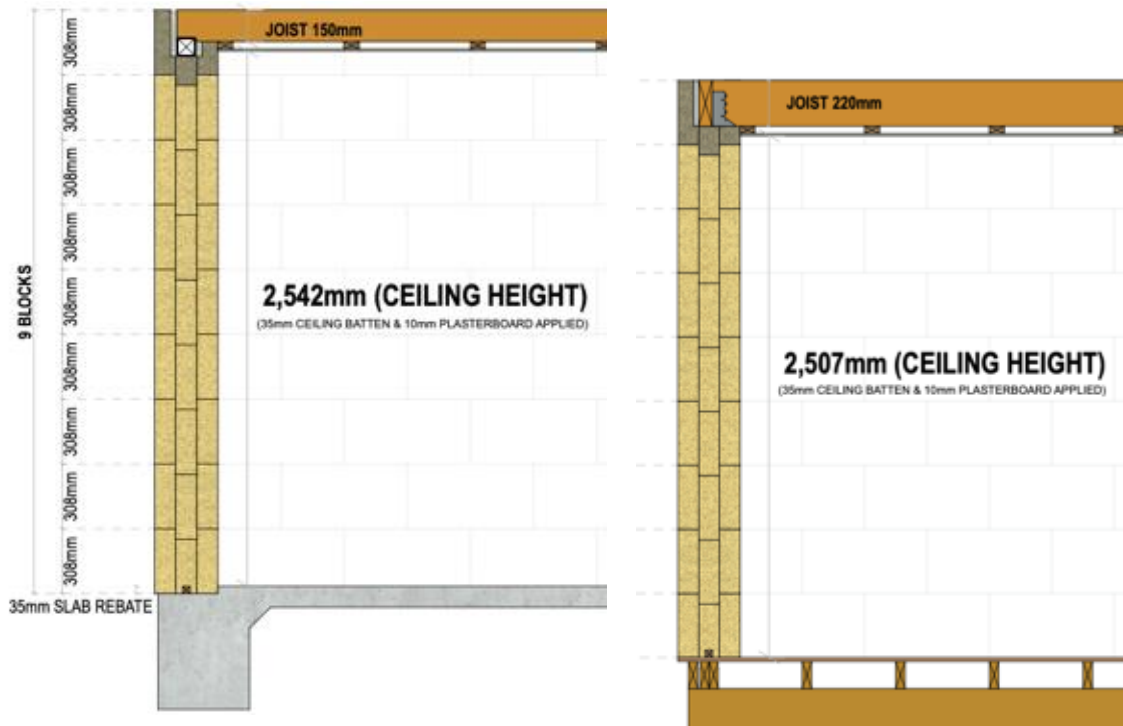 JOIST 150mm
308mm
308mm
308mm
308mm
308mm
308mm
308mm
308mm
308mm
9 BLOCKS
2,542mm (CEILING HEIGHT)
(35mm CEILING BATTEN & 10mm PLASTERBOARD APPLIED)
35mm SLAB REBATE
JOIST 220mm
2,507mm (CEILING HEIGHT)
(35mm CEILING BATTEN & 10mm PLASTERBOARD APPLIED)